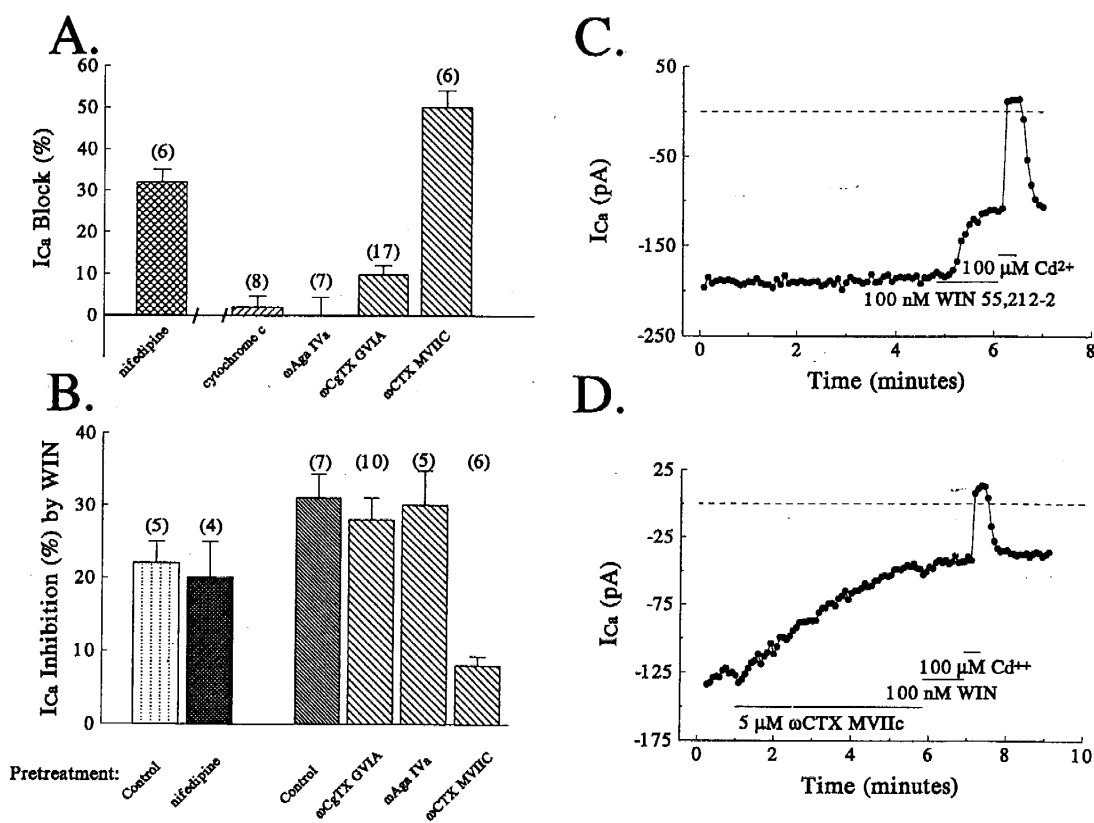 A.
ICa Block (%)
60
50
40
30
20
10
0
(6)
(8)
(7)
(17)
(6)
nifedipine
cytochrome c
ωAga IVa
ωCgTX GVIA
ωCTX MVIIC
B.
ICa Inhibition (%) by WIN
40
30
20
10
0
(5)
(4)
(7)
(10)
(5)
(6)
Pretreatment:
Control
nifedipine
Control
ωCgTX GVIA
ωAga IVa
ωCTX MVIIC
C.
ICa (pA)
50
-50
-150
-250
100 μM Cd2+
100 nM WIN 55,212-2
0
2
4
6
8
Time (minutes)
D.
ICa (pA)
25
-25
-75
-125
-175
100 μM Cd++
100 nM WIN
5 μM ωCTX MVIIc
0
2
4
6
8
10
Time (minutes)